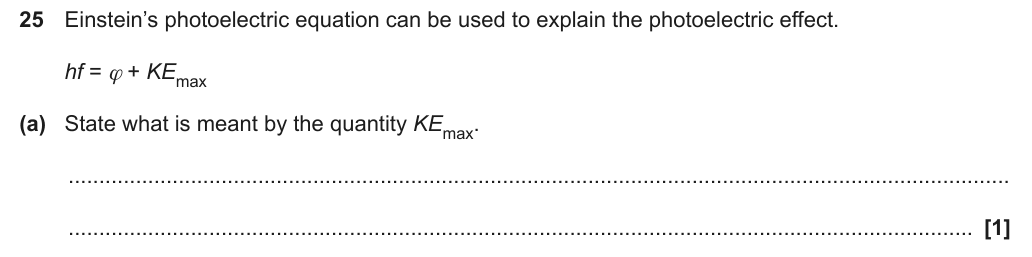 25 Einstein’s photoelectric equation can be used to explain the photoelectric effect.
hf = φ + KEmax
(a) State what is meant by the quantity KEmax.
[1]